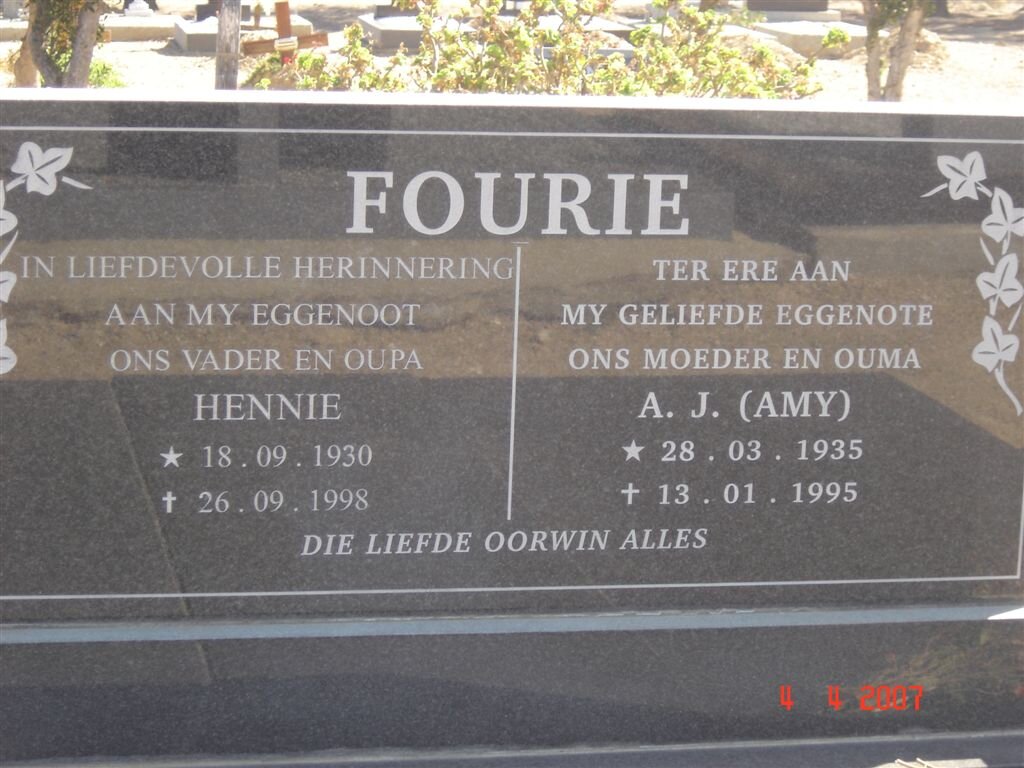 FOURIE
IN LIEFDEVOLLE HERINNERING
AAN MY EGGENOOT
ONS VADER EN OUPA
HENNIE
★ 18.09.1930
✝ 26.09.1998
TER ERE AAN
MY GELIEFDE EGGENOTE
ONS MOEDER EN OUMA
A. J. (AMY)
★ 28.03.1935
✝ 13.01.1995
DIE LIEFDE OORWIN ALLES
4 4 2007